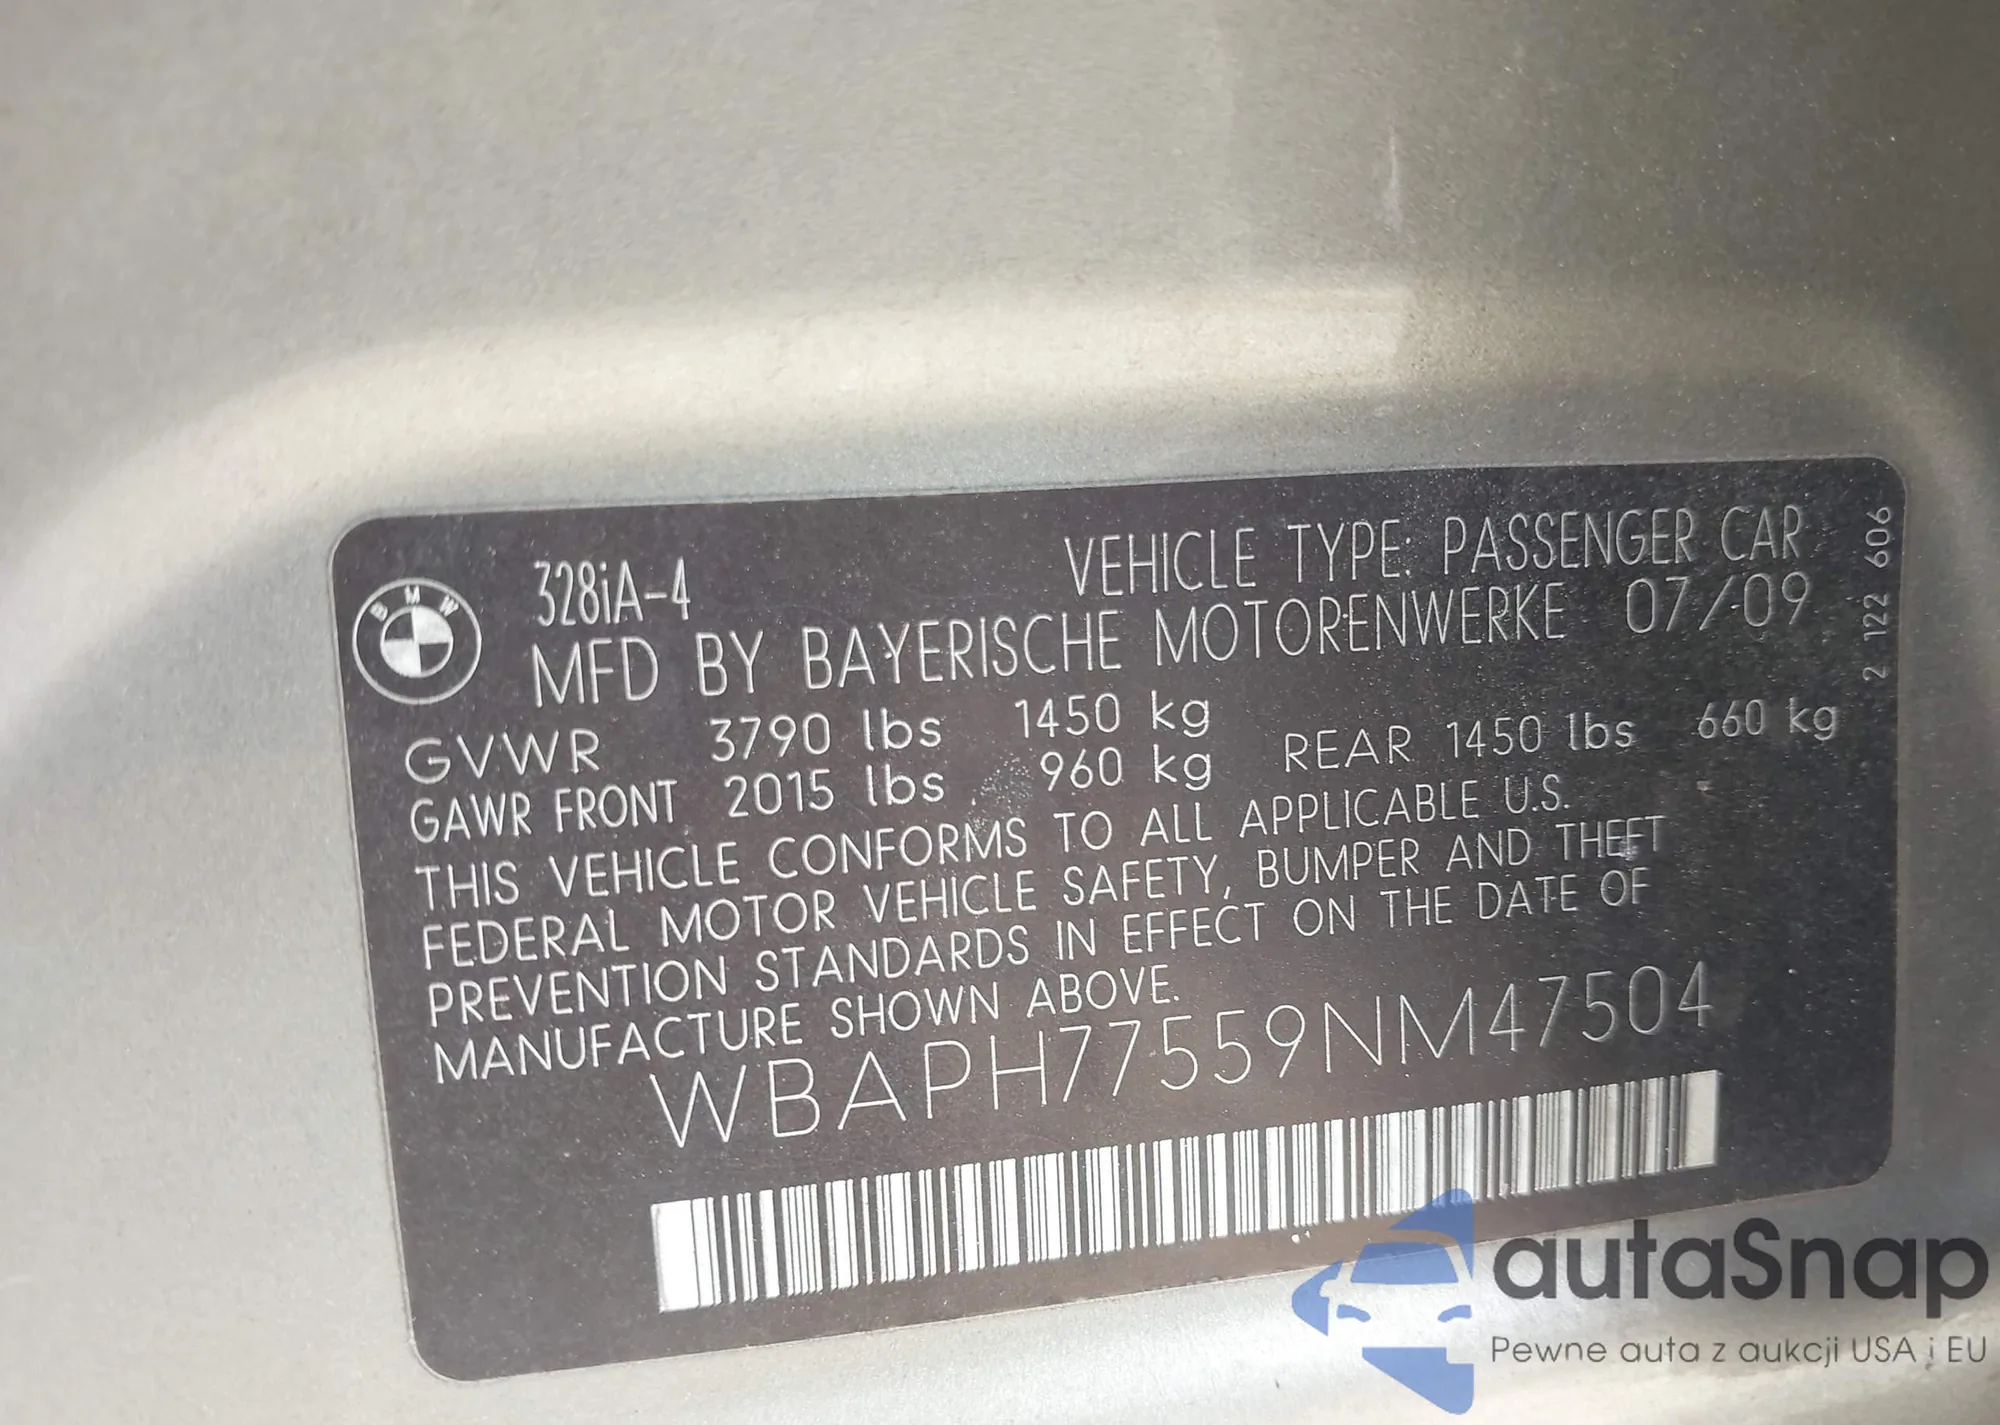 BMW
328iA-4
VEHICLE TYPE: PASSENGER CAR
MFD BY BAYERISCHE MOTORENWERKE 07/09
GVWR 3790 lbs 1450 kg
GAWR FRONT 2015 lbs 960 kg REAR 1450 lbs 660 kg
THIS VEHICLE CONFORMS TO ALL APPLICABLE U.S.
FEDERAL MOTOR VEHICLE SAFETY, BUMPER AND THEFT
PREVENTION STANDARDS IN EFFECT ON THE DATE OF
MANUFACTURE SHOWN ABOVE.
WBAPH77559NM47504
2 122 606
autaSnap
Pewne auta z aukcji USA i EU